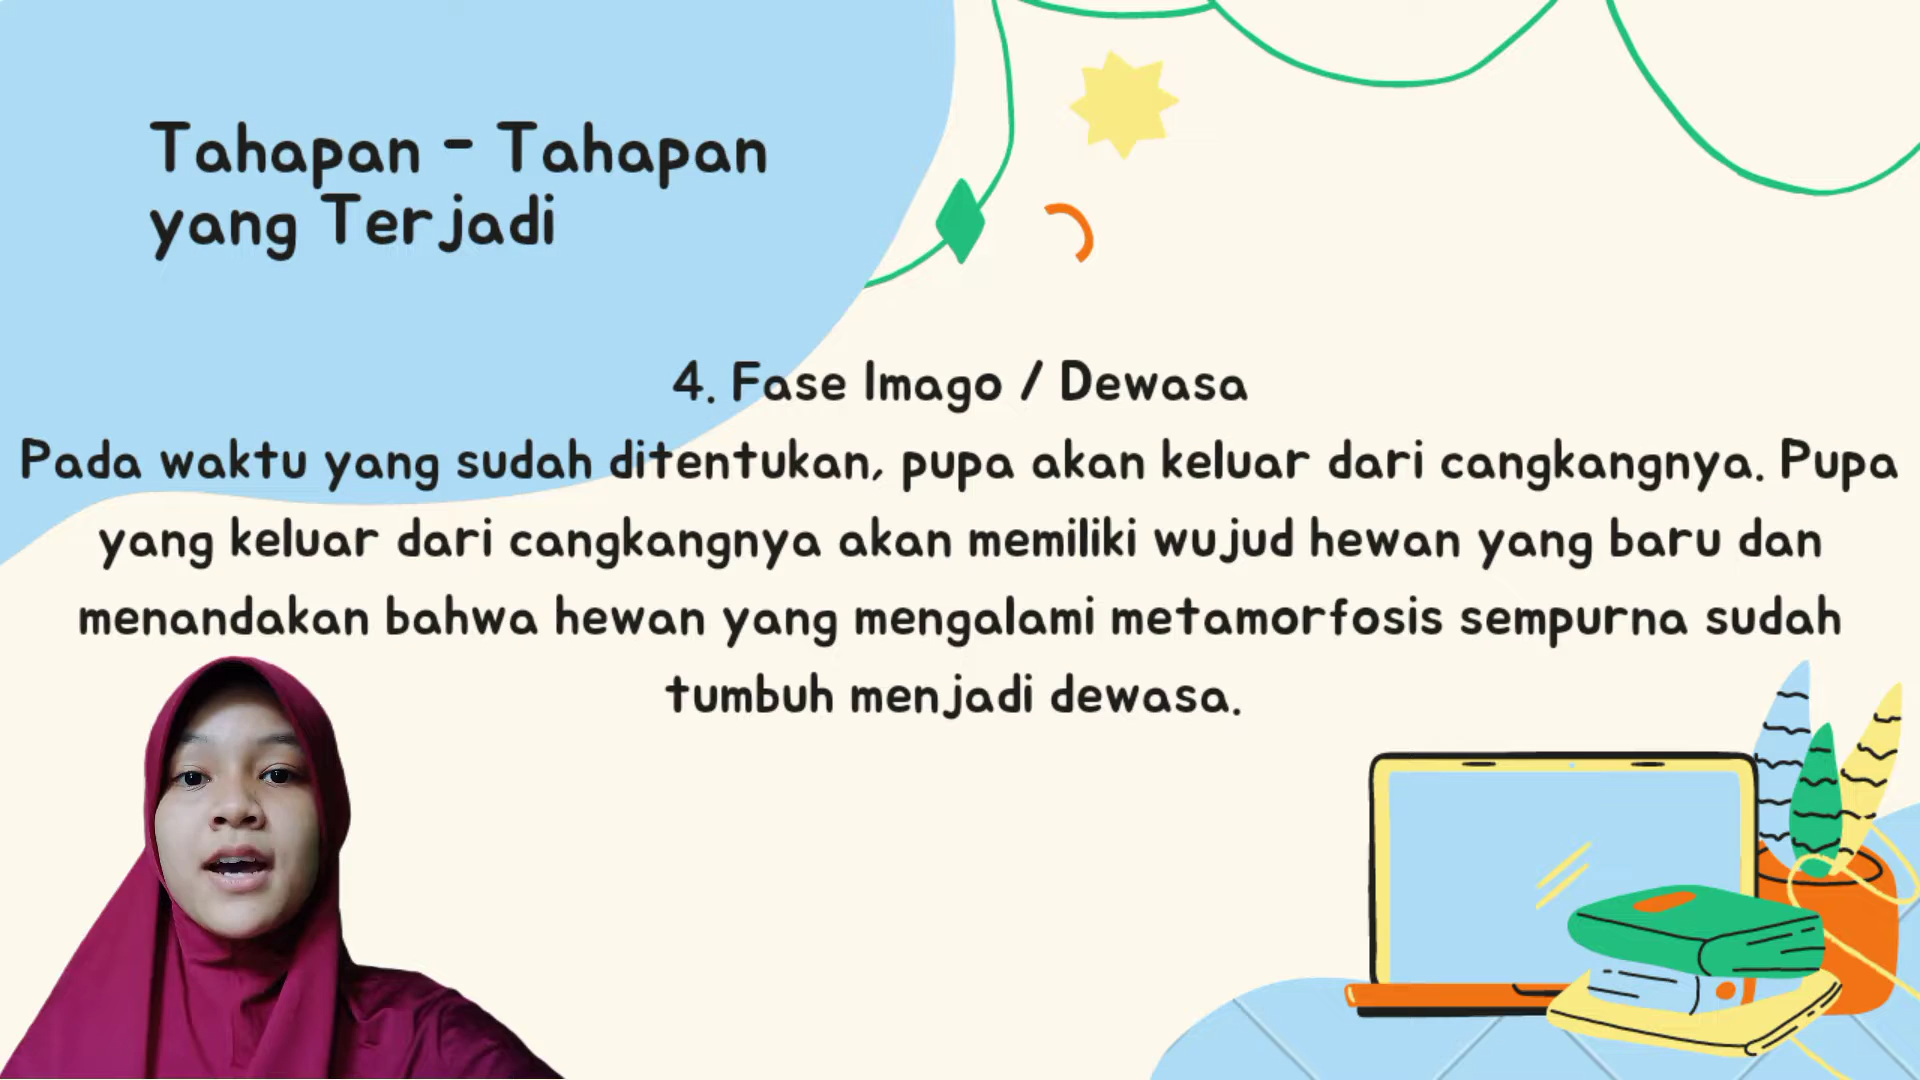 Tahapan - Tahapan
yang Terjadi
4. Fase Imago / Dewasa
Pada waktu yang sudah ditentukan, pupa akan keluar dari cangkangnya. Pupa
yang keluar dari cangkangnya akan memiliki wujud hewan yang baru dan
menandakan bahwa hewan yang mengalami metamorfosis sempurna sudah
tumbuh menjadi dewasa.